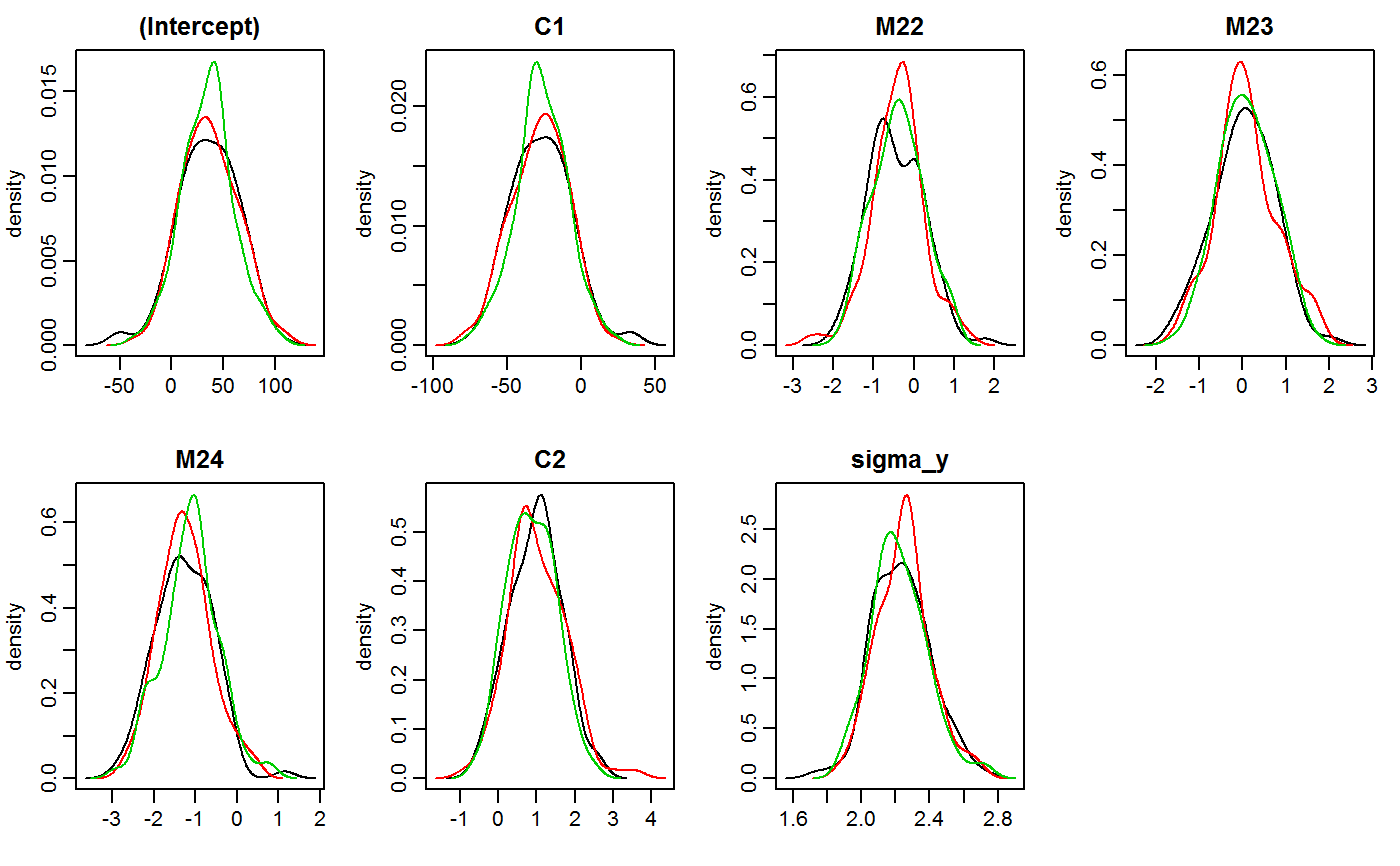 (Intercept)
density
0.000 0.005 0.010 0.015
-50 0 50 100
C1
density
0.000 0.010 0.020
-100 -50 0 50
M22
density
0.0 0.2 0.4 0.6
-3 -2 -1 0 1 2
M23
density
0.0 0.2 0.4 0.6
-2 -1 0 1 2 3
M24
density
0.0 0.2 0.4 0.6
-3 -2 -1 0 1 2
C2
density
0.0 0.1 0.2 0.3 0.4 0.5
-1 0 1 2 3 4
sigma_y
density
0.0 0.5 1.0 1.5 2.0 2.5
1.6 2.0 2.4 2.8